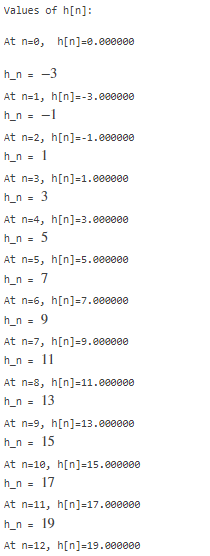 Values of h[n]:
At n=0, h[n]=0.000000
h_n = −3
At n=1, h[n]=-3.000000
h_n = −1
At n=2, h[n]=-1.000000
h_n = 1
At n=3, h[n]=1.000000
h_n = 3
At n=4, h[n]=3.000000
h_n = 5
At n=5, h[n]=5.000000
h_n = 7
At n=6, h[n]=7.000000
h_n = 9
At n=7, h[n]=9.000000
h_n = 11
At n=8, h[n]=11.000000
h_n = 13
At n=9, h[n]=13.000000
h_n = 15
At n=10, h[n]=15.000000
h_n = 17
At n=11, h[n]=17.000000
h_n = 19
At n=12, h[n]=19.000000